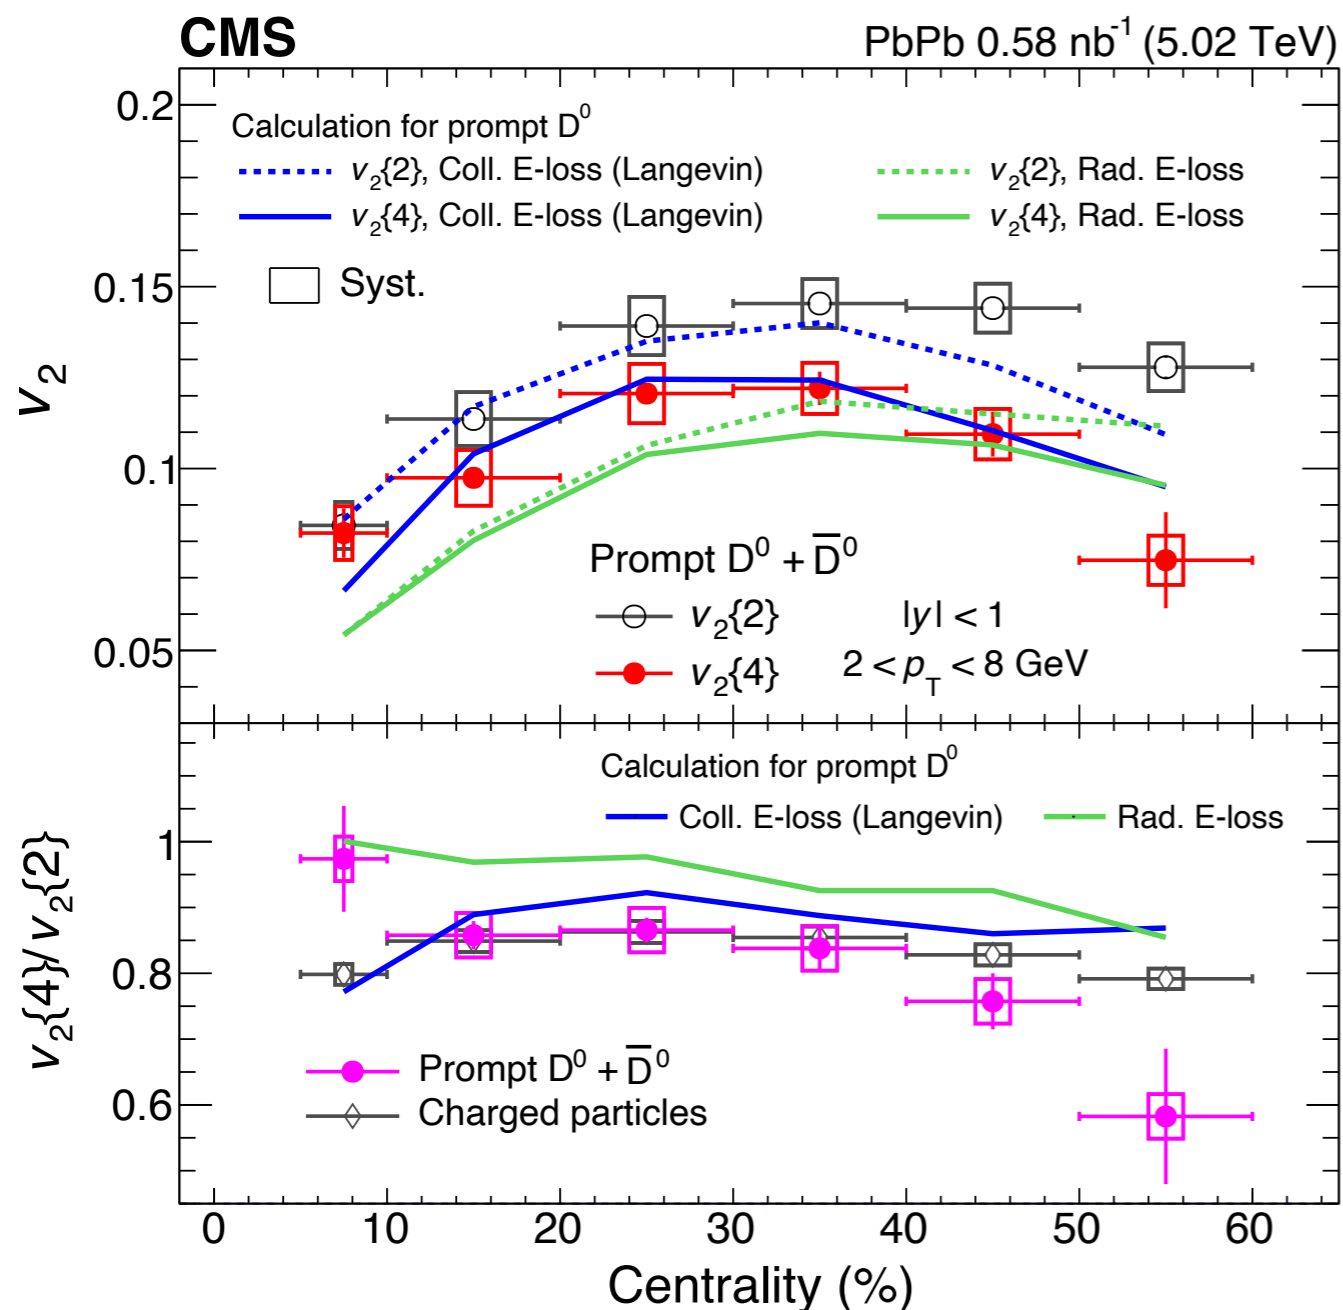 CMS PbPb 0.58 nb⁻¹ (5.02 TeV)
0.2
0.15
0.1
0.05
v₂
Calculation for prompt D⁰
v₂{2}, Coll. E-loss (Langevin) v₂{2}, Rad. E-loss
v₂{4}, Coll. E-loss (Langevin) v₂{4}, Rad. E-loss
Syst.
Prompt D⁰ + D̅⁰
v₂{2} |y| < 1
v₂{4} 2 < p_T < 8 GeV
1
0.8
0.6
v₂{4}/v₂{2}
Calculation for prompt D⁰
Coll. E-loss (Langevin) Rad. E-loss
Prompt D⁰ + D̅⁰
Charged particles
0 10 20 30 40 50 60
Centrality (%)